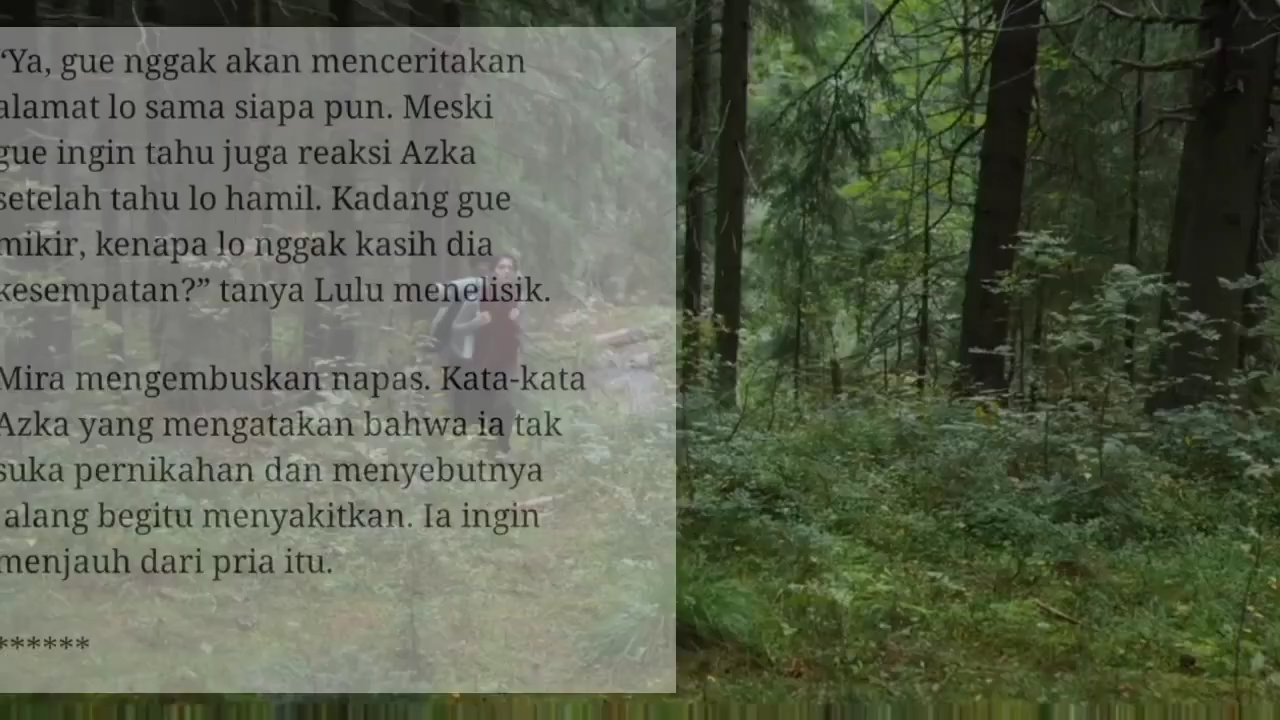 “Ya, gue nggak akan menceritakan
alamat lo sama siapa pun. Meski
gue ingin tahu juga reaksi Azka
setelah tahu lo hamil. Kadang gue
mikir, kenapa lo nggak kasih dia
kesempatan?” tanya Lulu menelisik.
Mira mengembuskan napas. Kata-kata
Azka yang mengatakan bahwa ia tak
suka pernikahan dan menyebutnya
jalang begitu menyakitkan. Ia ingin
menjauh dari pria itu.
******